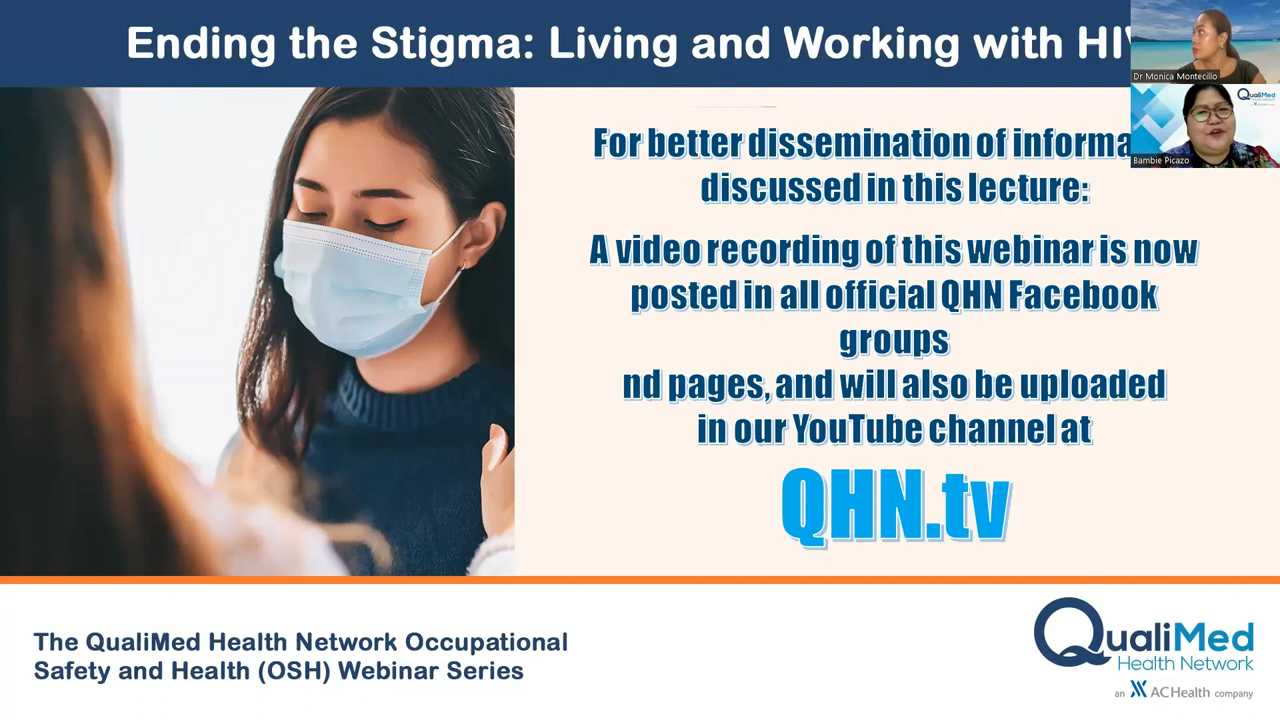 Ending the Stigma: Living and Working with HIV
Dr Monica Montecillo
QualiMed
Bambie Picazo
For better dissemination of informa
discussed in this lecture:
A video recording of this webinar is now
posted in all official QHN Facebook
groups
nd pages, and will also be uploaded
in our YouTube channel at
QHN.tv
The QualiMed Health Network Occupational
Safety and Health (OSH) Webinar Series
QualiMed
Health Network
an ACHealth company